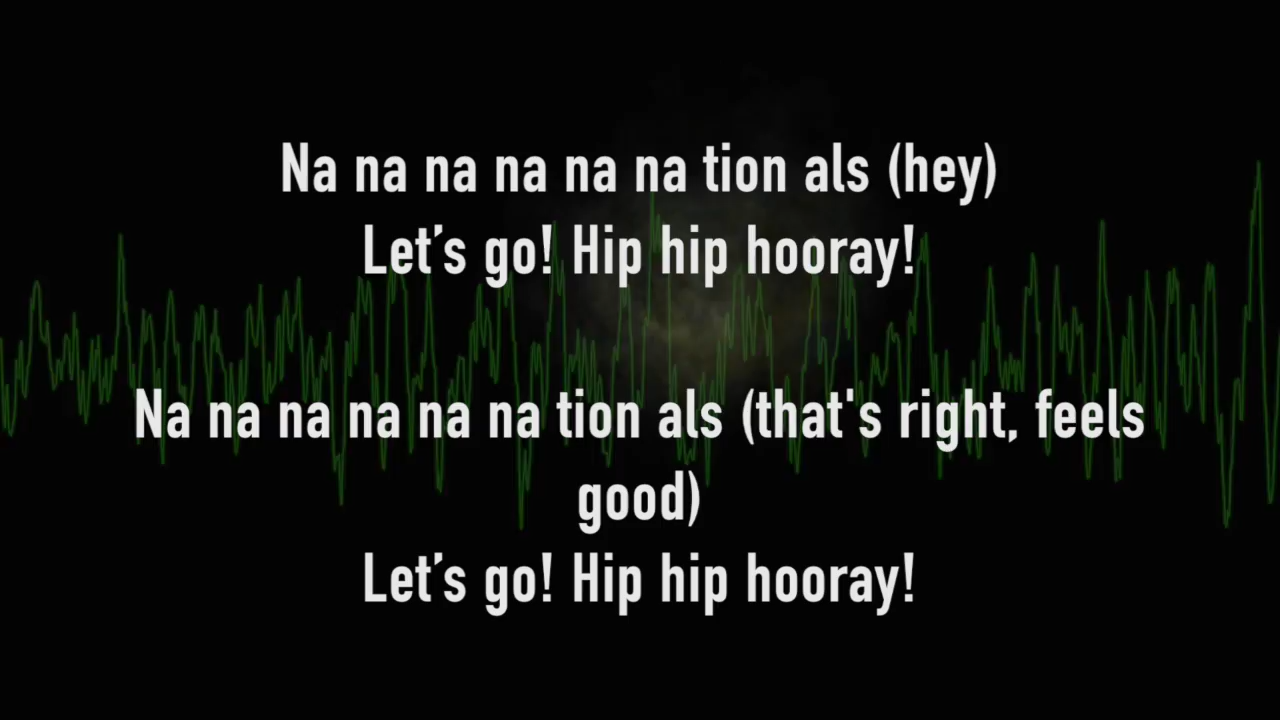 Na na na na na na tion als (hey)
Let’s go! Hip hip hooray!
Na na na na na na tion als (that's right, feels
good)
Let’s go! Hip hip hooray!